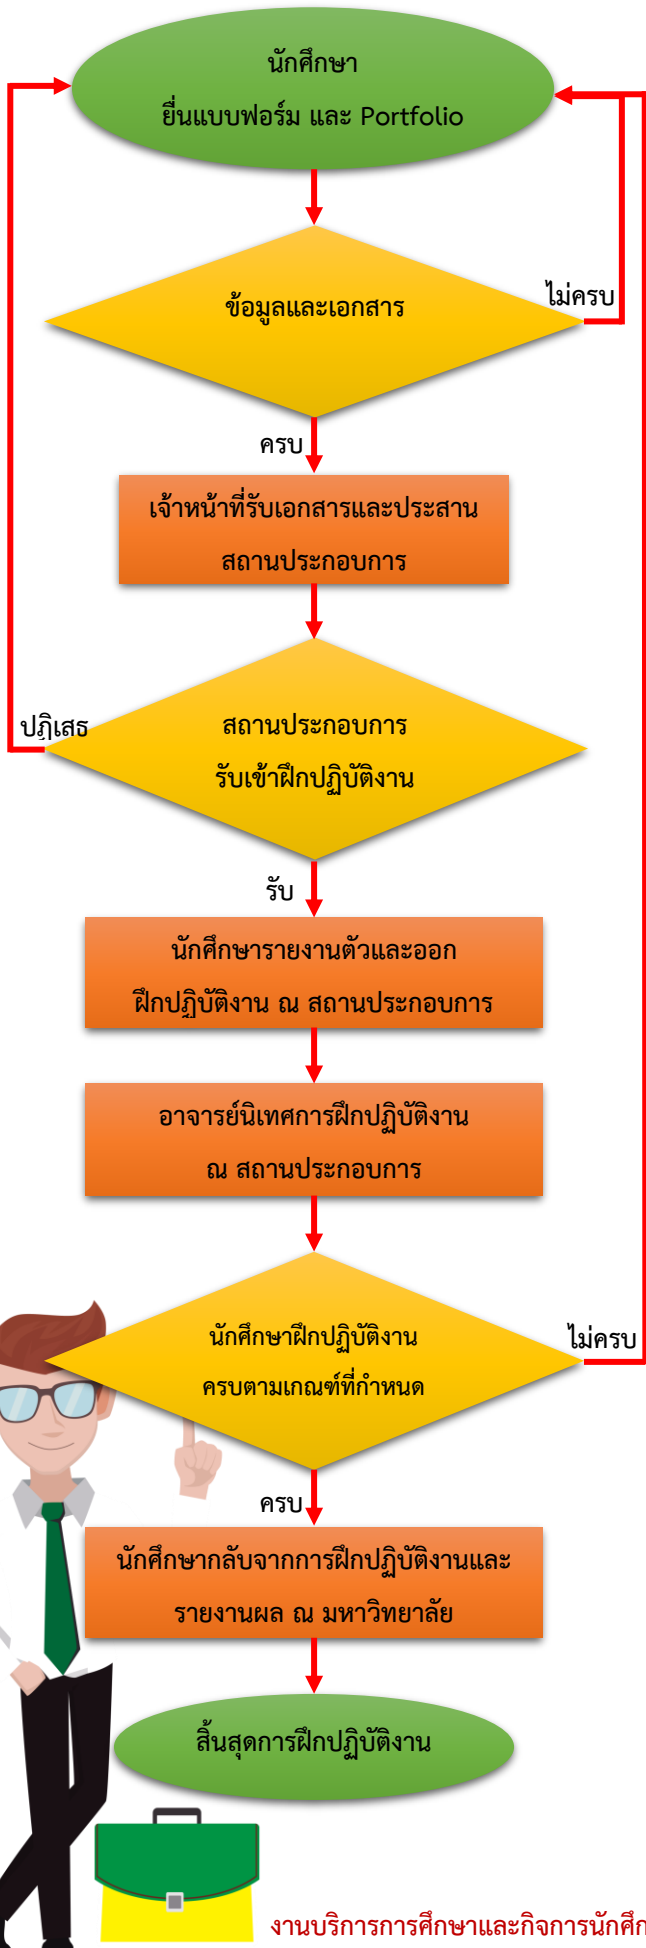 นักศึกษา
ยื่นแบบฟอร์ม และ Portfolio
ข้อมูลและเอกสาร
ไม่ครบ
ครบ
เจ้าหน้าที่รับเอกสารและประสาน
สถานประกอบการ
ปฏิเสธ
สถานประกอบการ
รับเข้าฝึกปฏิบัติงาน
รับ
นักศึกษารายงานตัวและออก
ฝึกปฏิบัติงาน ณ สถานประกอบการ
อาจารย์นิเทศการฝึกปฏิบัติงาน
ณ สถานประกอบการ
นักศึกษาฝึกปฏิบัติงาน
ไม่ครบ
ครบตามเกณฑ์ที่กำหนด
ครบ
นักศึกษากลับจากการฝึกปฏิบัติงานและ
รายงานผล ณ มหาวิทยาลัย
สิ้นสุดการฝึกปฏิบัติงาน
งานบริการการศึกษาและกิจการนักศึก